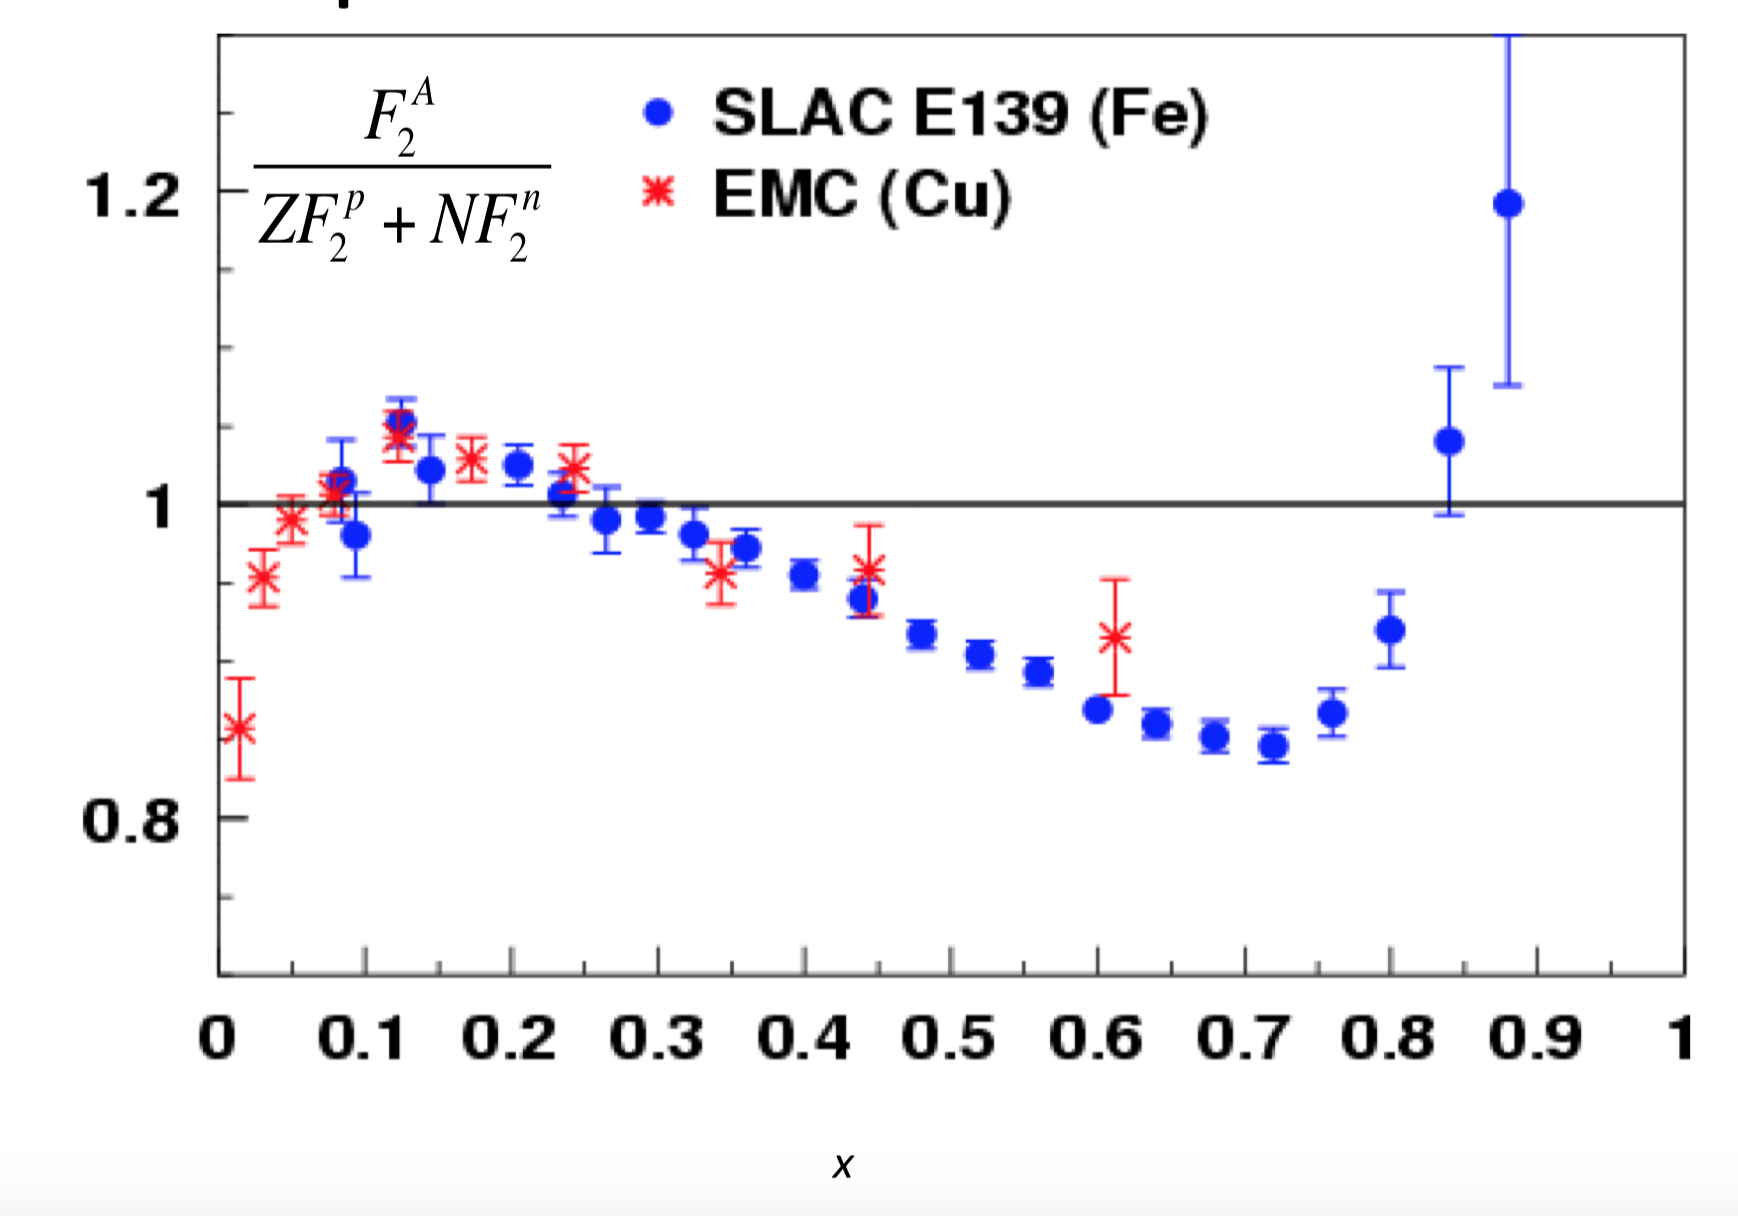 F_2^A
ZF_2^p + NF_2^n
SLAC E139 (Fe)
EMC (Cu)
1.2
1
0.8
0 0.1 0.2 0.3 0.4 0.5 0.6 0.7 0.8 0.9 1
x